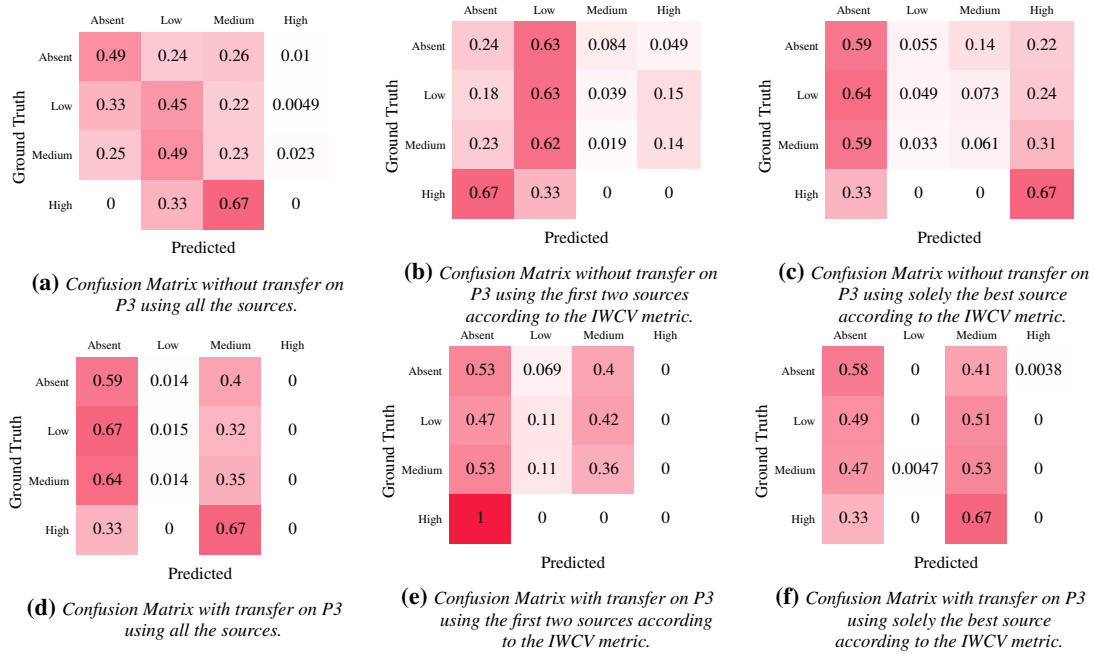 Absent Low Medium High
Ground Truth
Absent 0.49 0.24 0.26 0.01
Low 0.33 0.45 0.22 0.0049
Medium 0.25 0.49 0.23 0.023
High 0 0.33 0.67 0
Predicted
(a) Confusion Matrix without transfer on
P3 using all the sources.
Absent Low Medium High
Ground Truth
Absent 0.24 0.63 0.084 0.049
Low 0.18 0.63 0.039 0.15
Medium 0.23 0.62 0.019 0.14
High 0.67 0.33 0 0
Predicted
(b) Confusion Matrix without transfer on
P3 using the first two sources
according to the IWCV metric.
Absent Low Medium High
Ground Truth
Absent 0.59 0.055 0.14 0.22
Low 0.64 0.049 0.073 0.24
Medium 0.59 0.033 0.061 0.31
High 0.33 0 0 0.67
Predicted
(c) Confusion Matrix without transfer on
P3 using solely the best source
according to the IWCV metric.
Absent Low Medium High
Ground Truth
Absent 0.59 0.014 0.4 0
Low 0.67 0.015 0.32 0
Medium 0.64 0.014 0.35 0
High 0.33 0 0.67 0
Predicted
(d) Confusion Matrix with transfer on P3
using all the sources.
Absent Low Medium High
Ground Truth
Absent 0.53 0.069 0.4 0
Low 0.47 0.11 0.42 0
Medium 0.53 0.11 0.36 0
High 1 0 0 0
Predicted
(e) Confusion Matrix with transfer on P3
using the first two sources according
to the IWCV metric.
Absent Low Medium High
Ground Truth
Absent 0.58 0 0.41 0.0038
Low 0.49 0 0.51 0
Medium 0.47 0.0047 0.53 0
High 0.33 0 0.67 0
Predicted
(f) Confusion Matrix with transfer on P3
using solely the best source
according to the IWCV metric.